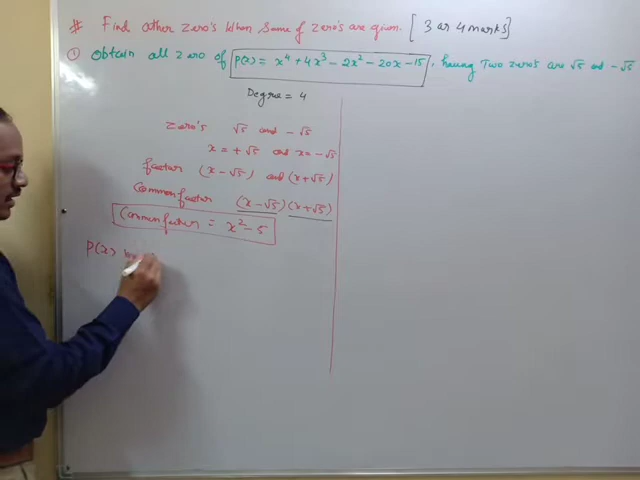 # Find other zero's When Some of zero's are given. [ 3 or 4 marks ]
① Obtain all zero of P(x) = x⁴ + 4x³ - 2x² - 20x - 15, having Two zero's are √5 and -√5
Degree = 4
Zero's √5 and -√5
x = +√5 and x = -√5
factor (x - √5) and (x + √5)
Common factor (x - √5) (x + √5)
Common factor = x² - 5
P(x)